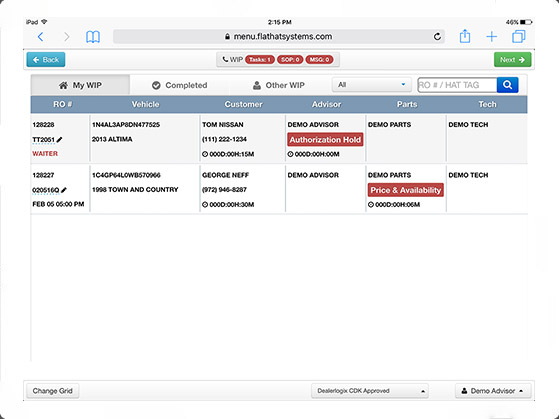 iPad 2:15 PM 46%
menu.flathatsystems.com
Back WIP Tasks: 1 SOP: 0 MSG: 0 Next
My WIP Completed Other WIP All RO # / HAT TAG
RO # Vehicle Customer Advisor Parts Tech
128228 1N4AL3AP8DN477525 TOM NISSAN DEMO ADVISOR DEMO PARTS DEMO TECH
TT2051 2013 ALTIMA (111) 222-1234 Authorization Hold
WAITER 000D:00H:15M 000D:00H:00M
128227 1C4GP64L0WB570966 GEORGE NEFF DEMO ADVISOR DEMO PARTS DEMO TECH
020516Q 1998 TOWN AND COUNTRY (972) 946-8287 Price & Availability
FEB 05 05:00 PM 000D:00H:30M 000D:00H:06M
Change Grid Dealerlogix CDK Approved Demo Advisor